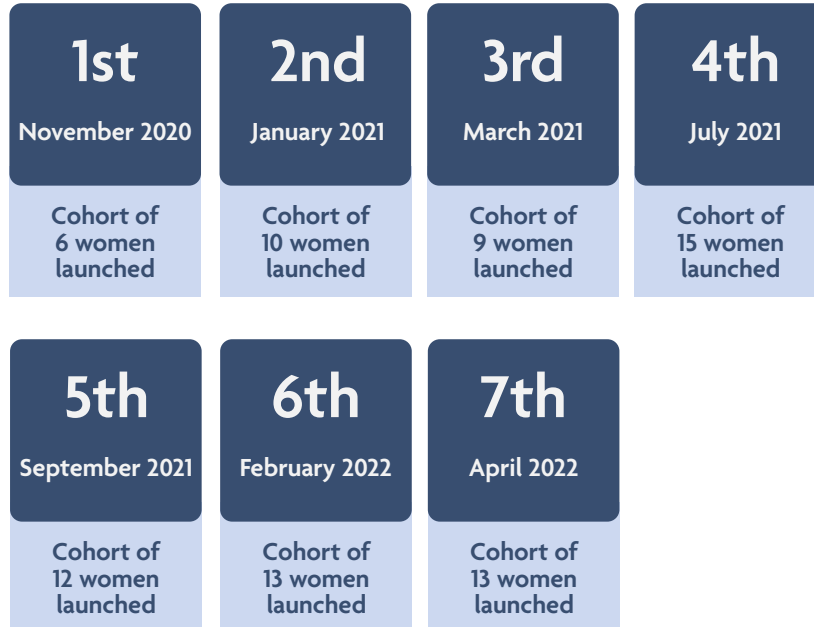 1st
November 2020
Cohort of
6 women
launched
2nd
January 2021
Cohort of
10 women
launched
3rd
March 2021
Cohort of
9 women
launched
4th
July 2021
Cohort of
15 women
launched
5th
September 2021
Cohort of
12 women
launched
6th
February 2022
Cohort of
13 women
launched
7th
April 2022
Cohort of
13 women
launched